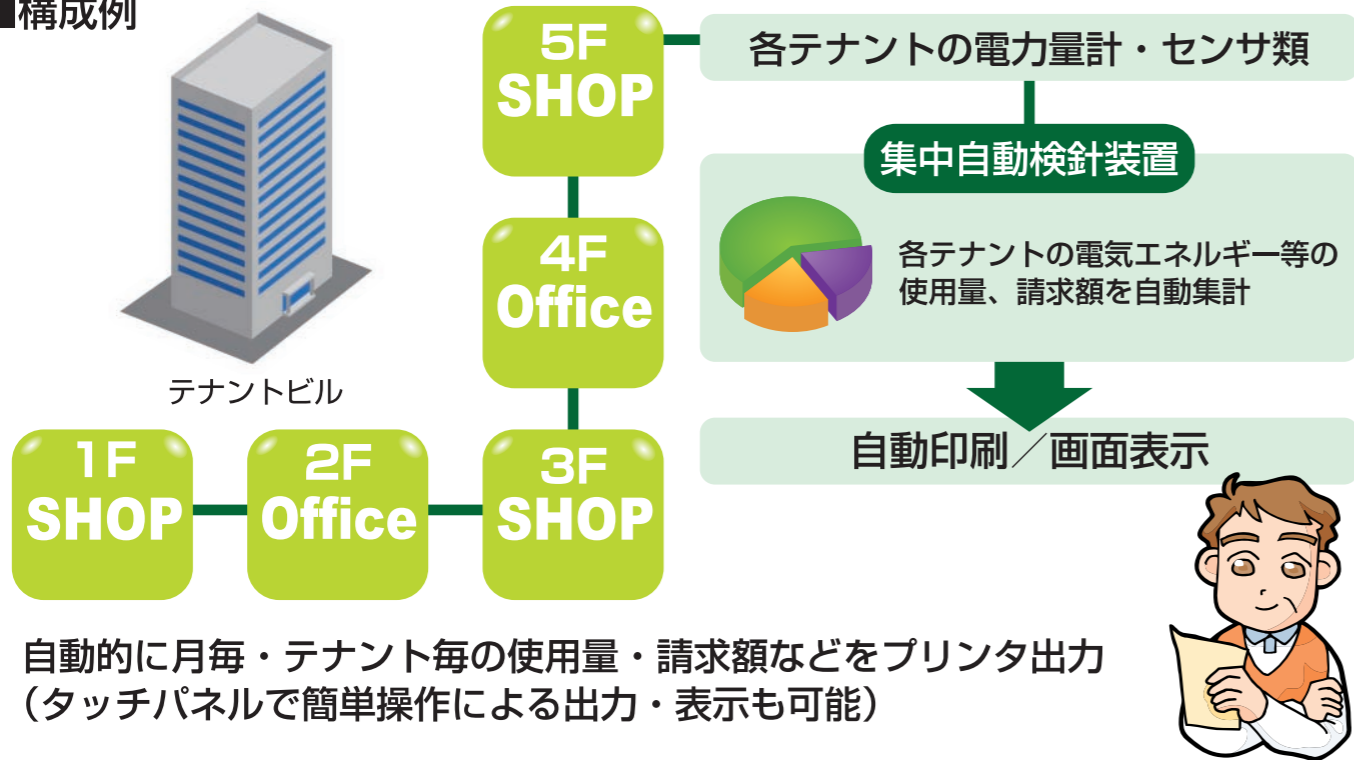 ■構成例
テナントビル
1F
SHOP
2F
Office
3F
SHOP
4F
Office
5F
SHOP
各テナントの電力量計・センサ類
集中自動検針装置
各テナントの電気エネルギー等の
使用量、請求額を自動集計
自動印刷／画面表示
自動的に月毎・テナント毎の使用量・請求額などをプリンタ出力
（タッチパネルで簡単操作による出力・表示も可能）